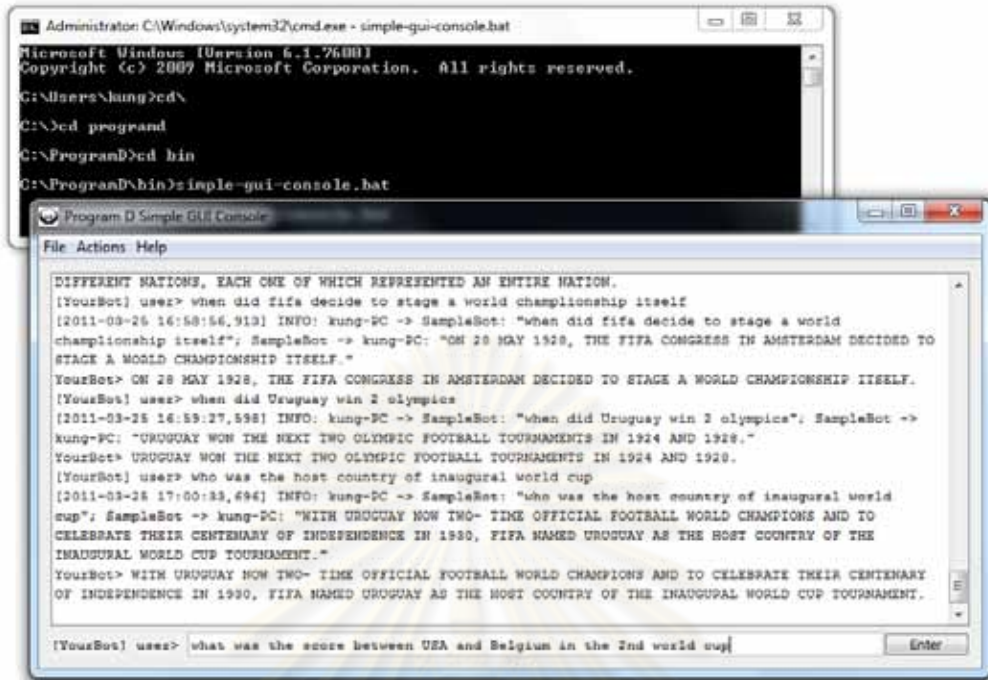 Administrator: C:\Windows\system32\cmd.exe - simple-gui-console.bat
Microsoft Windows [Version 6.1.7600]
Copyright (c) 2009 Microsoft Corporation.  All rights reserved.
C:\Users\kung>cd\
C:\>cd programd
C:\ProgramD>cd bin
C:\ProgramD\bin>simple-gui-console.bat
Program D Simple GUI Console
File Actions Help
DIFFERENT NATIONS, EACH ONE OF WHICH REPRESENTED AN ENTIRE NATION.
[YourBot] user> when did fifa decide to stage a world championship itself
[2011-03-25 16:58:56,913] INFO: kung-PC -> SampleBot: "when did fifa decide to stage a world
championship itself"; SampleBot -> kung-PC: "ON 28 MAY 1928, THE FIFA CONGRESS IN AMSTERDAM DECIDED TO
STAGE A WORLD CHAMPIONSHIP ITSELF."
YourBot> ON 28 MAY 1928, THE FIFA CONGRESS IN AMSTERDAM DECIDED TO STAGE A WORLD CHAMPIONSHIP ITSELF.
[YourBot] user> when did Uruguay win 2 olympics
[2011-03-25 16:59:27,598] INFO: kung-PC -> SampleBot: "when did Uruguay win 2 olympics"; SampleBot ->
kung-PC: "URUGUAY WON THE NEXT TWO OLYMPIC FOOTBALL TOURNAMENTS IN 1924 AND 1928."
YourBot> URUGUAY WON THE NEXT TWO OLYMPIC FOOTBALL TOURNAMENTS IN 1924 AND 1928.
[YourBot] user> who was the host country of inaugural world cup
[2011-03-25 17:00:33,696] INFO: kung-PC -> SampleBot: "who was the host country of inaugural world
cup"; SampleBot -> kung-PC: "WITH URUGUAY NOW TWO- TIME OFFICIAL FOOTBALL WORLD CHAMPIONS AND TO
CELEBRATE THEIR CENTENARY OF INDEPENDENCE IN 1930, FIFA NAMED URUGUAY AS THE HOST COUNTRY OF THE
INAUGURAL WORLD CUP TOURNAMENT."
YourBot> WITH URUGUAY NOW TWO- TIME OFFICIAL FOOTBALL WORLD CHAMPIONS AND TO CELEBRATE THEIR CENTENARY
OF INDEPENDENCE IN 1930, FIFA NAMED URUGUAY AS THE HOST COUNTRY OF THE INAUGURAL WORLD CUP TOURNAMENT.
[YourBot] user> what was the score between USA and Belgium in the 2nd world cup
Enter